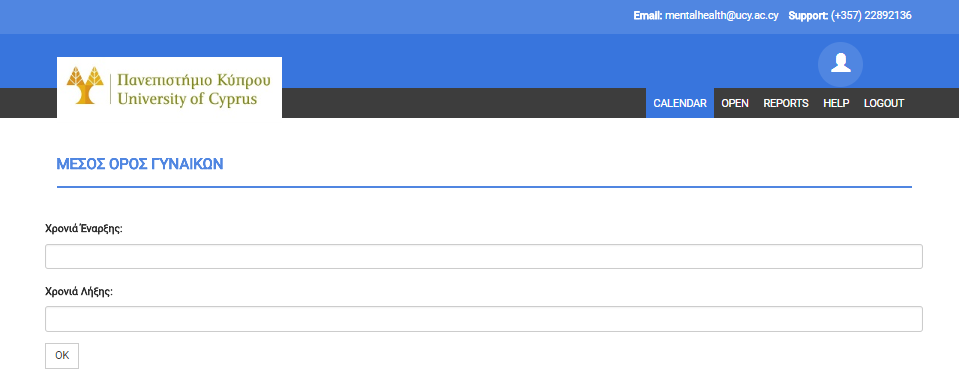 Email: mentalhealth@ucy.ac.cy Support: (+357) 22892136
Πανεπιστήμιο Κύπρου
University of Cyprus
CALENDAR OPEN REPORTS HELP LOGOUT
ΜΕΣΟΣ ΟΡΟΣ ΓΥΝΑΙΚΩΝ
Χρονιά Έναρξης:
Χρονιά Λήξης:
OK